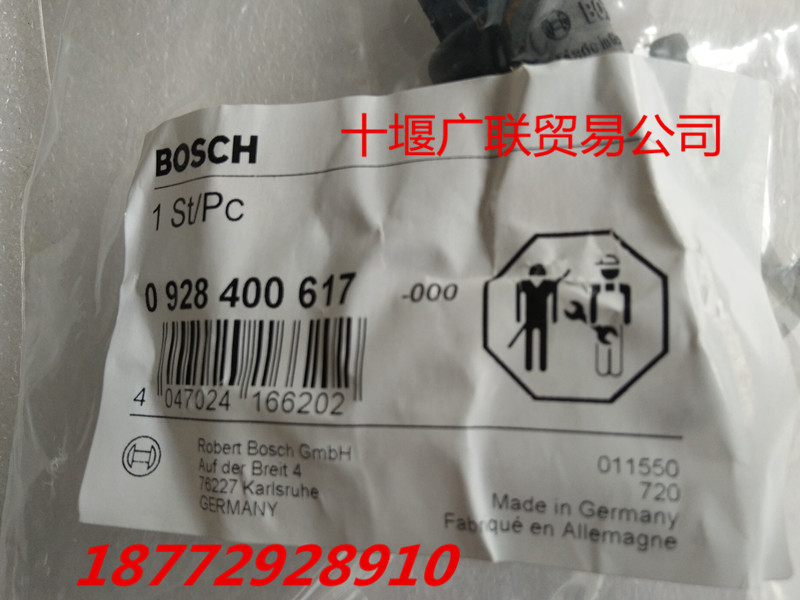 BOSCH
十堰广联贸易公司
BOSCH
1 St/Pc
0 928 400 617 -000
4 047024 166202
Robert Bosch GmbH
Auf der Breit 4
76227 Karlsruhe
GERMANY
011550
720
Made in Germany
Fabriqué en Allemagne
18772928910